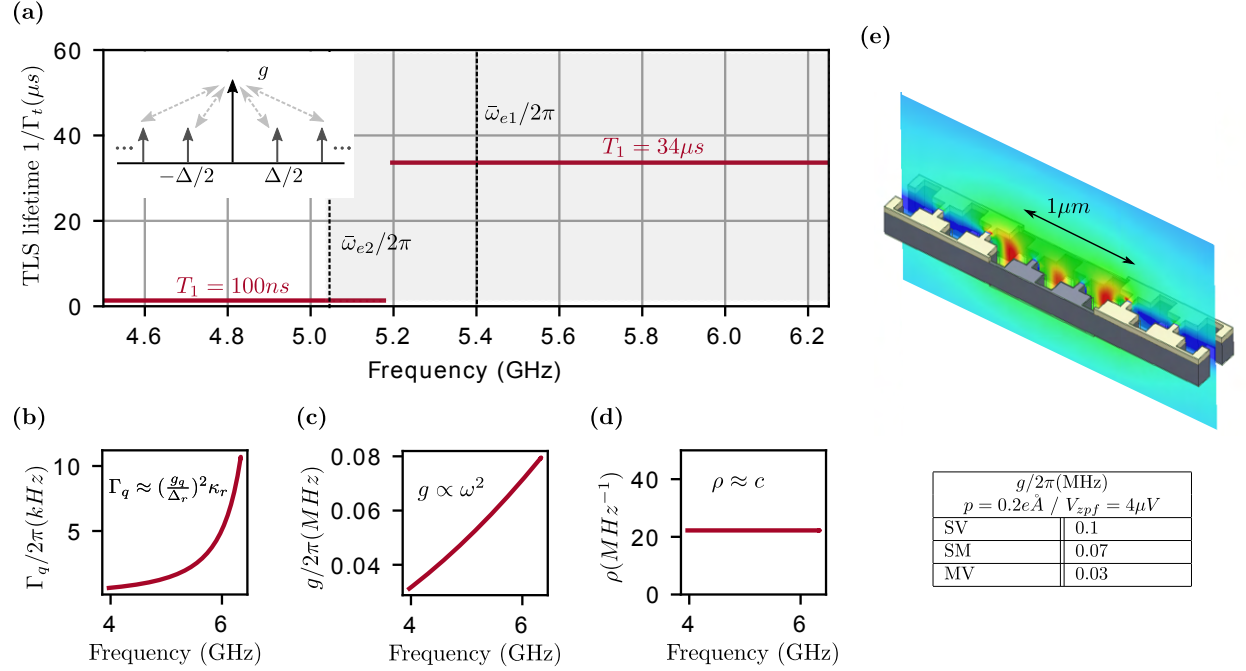 (a)
60
40
20
0
TLS lifetime 1/Γ_t(μs)
g
...
...
−Δ/2
Δ/2
ω̄_{e1}/2π
ω̄_{e2}/2π
T_1 = 34μs
T_1 = 100ns
4.6 4.8 5.0 5.2 5.4 5.6 5.8 6.0 6.2
Frequency (GHz)
(e)
1μm
(b)
10
5
Γ_q/2π(kHz)
Γ_q ≈ (g_q/Δ_r)^2 κ_r
4 6
Frequency (GHz)
(c)
0.08
0.06
0.04
g/2π(MHz)
g ∝ ω^2
4 6
Frequency (GHz)
(d)
40
20
0
ρ(MHz^{−1})
ρ ≈ c
4 6
Frequency (GHz)
g/2π(MHz)
p = 0.2eÅ / V_{zpf} = 4μV
SV 0.1
SM 0.07
MV 0.03